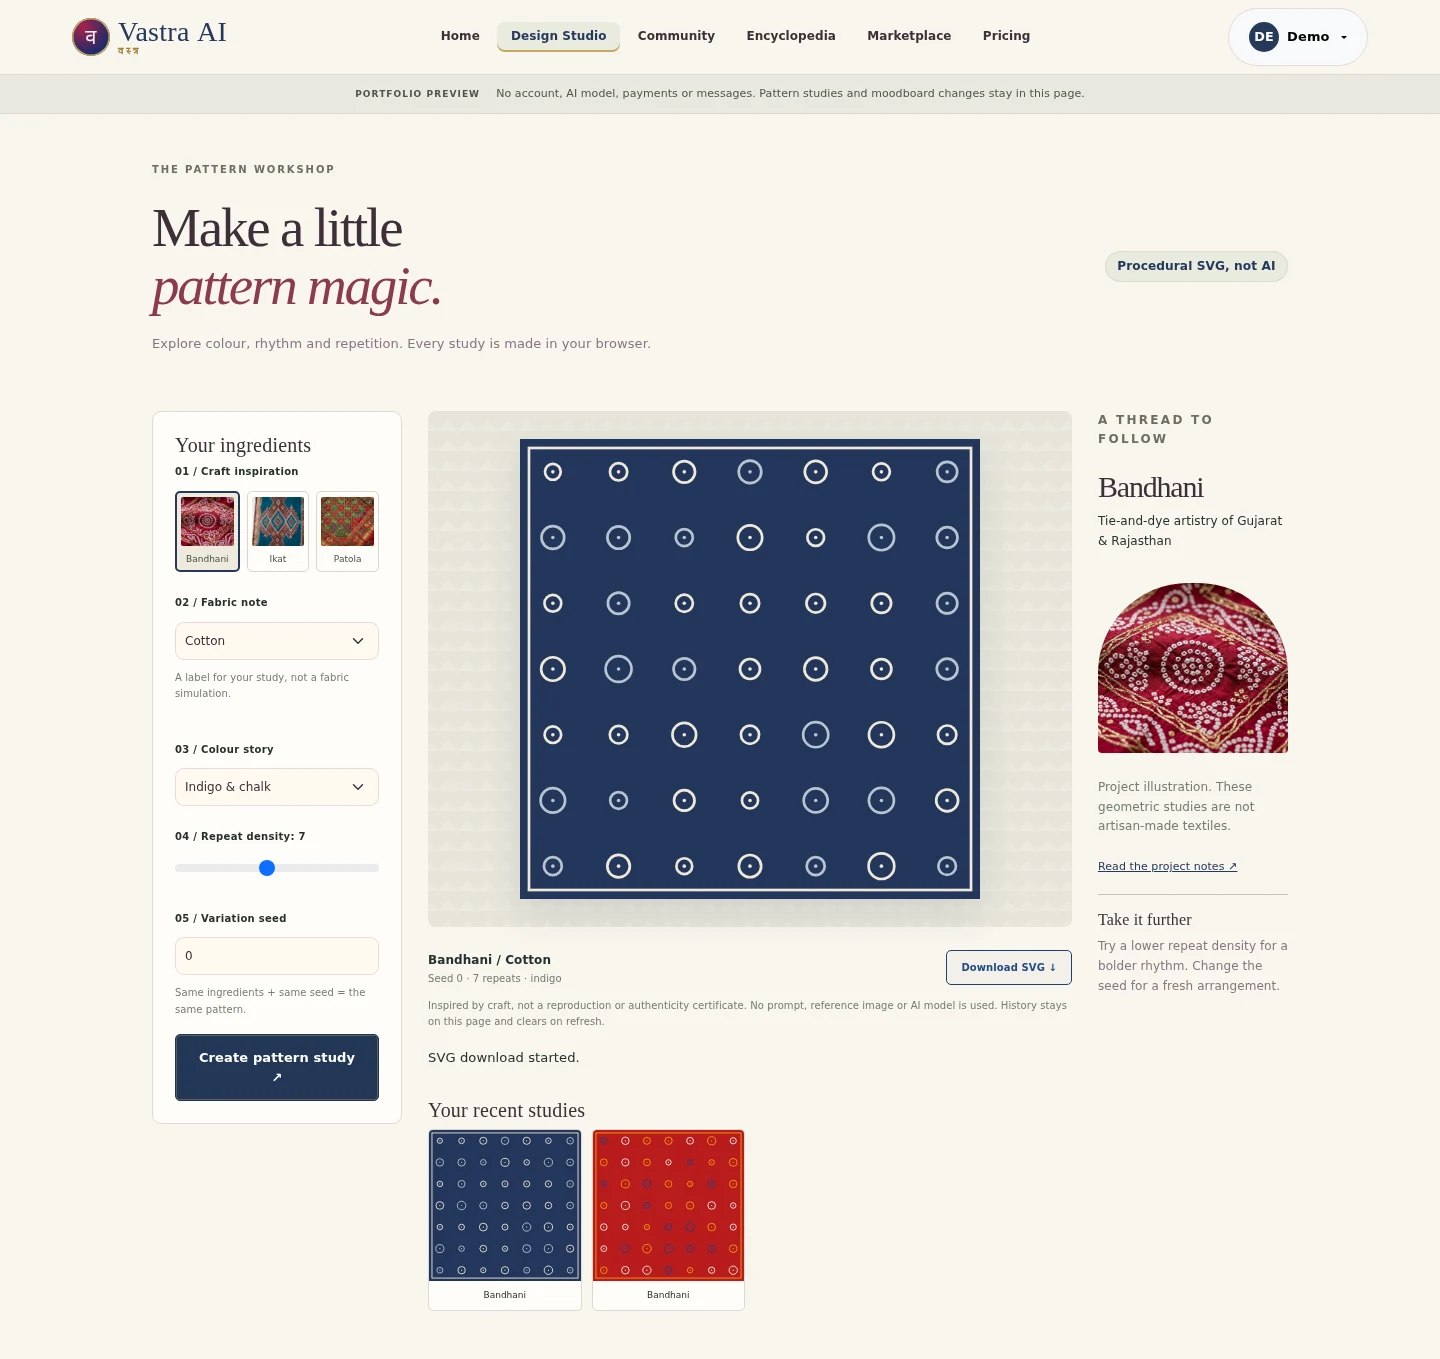 व
Vastra AI
वस्त्र
Home
Design Studio
Community
Encyclopedia
Marketplace
Pricing
DE
Demo
PORTFOLIO PREVIEW No account, AI model, payments or messages. Pattern studies and moodboard changes stay in this page.
THE PATTERN WORKSHOP
Make a little
pattern magic.
Procedural SVG, not AI
Explore colour, rhythm and repetition. Every study is made in your browser.
Your ingredients
01 / Craft inspiration
Bandhani
Ikat
Patola
02 / Fabric note
Cotton
A label for your study, not a fabric
simulation.
03 / Colour story
Indigo & chalk
04 / Repeat density: 7
05 / Variation seed
0
Same ingredients + same seed = the
same pattern.
Create pattern study
↗
Bandhani / Cotton
Seed 0 · 7 repeats · indigo
Download SVG ↓
Inspired by craft, not a reproduction or authenticity certificate. No prompt, reference image or AI model is used. History stays
on this page and clears on refresh.
SVG download started.
Your recent studies
Bandhani
Bandhani
A THREAD TO
FOLLOW
Bandhani
Tie-and-dye artistry of Gujarat
& Rajasthan
Project illustration. These
geometric studies are not
artisan-made textiles.
Read the project notes ↗
Take it further
Try a lower repeat density for a
bolder rhythm. Change the
seed for a fresh arrangement.